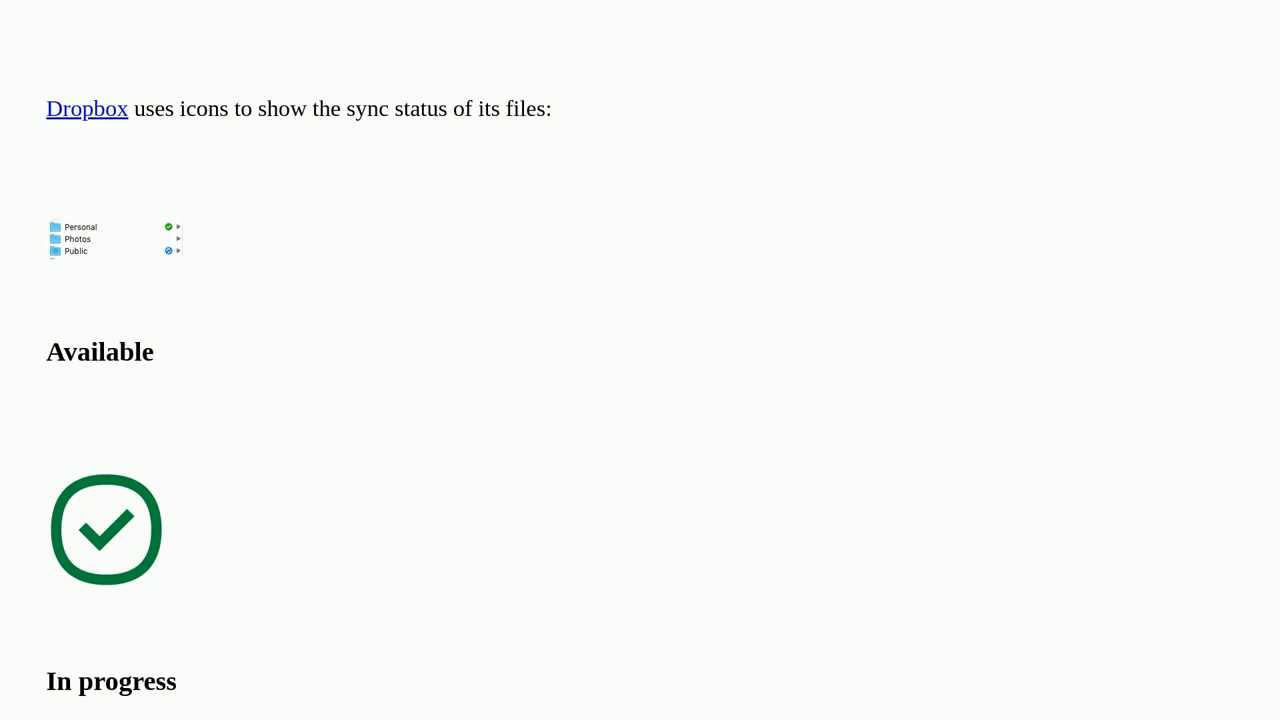 Dropbox uses icons to show the sync status of its files:
Personal
Photos
Public
Available
In progress